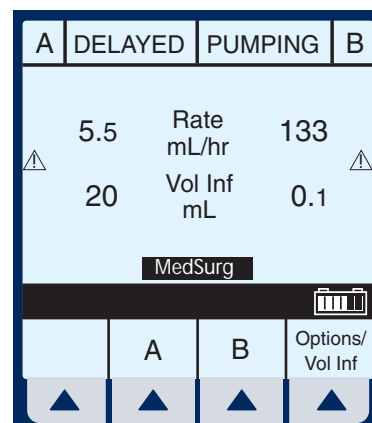 A DELAYED PUMPING B
5.5 Rate mL/hr 133
20 Vol Inf mL 0.1
MedSurg
A B Options/ Vol Inf